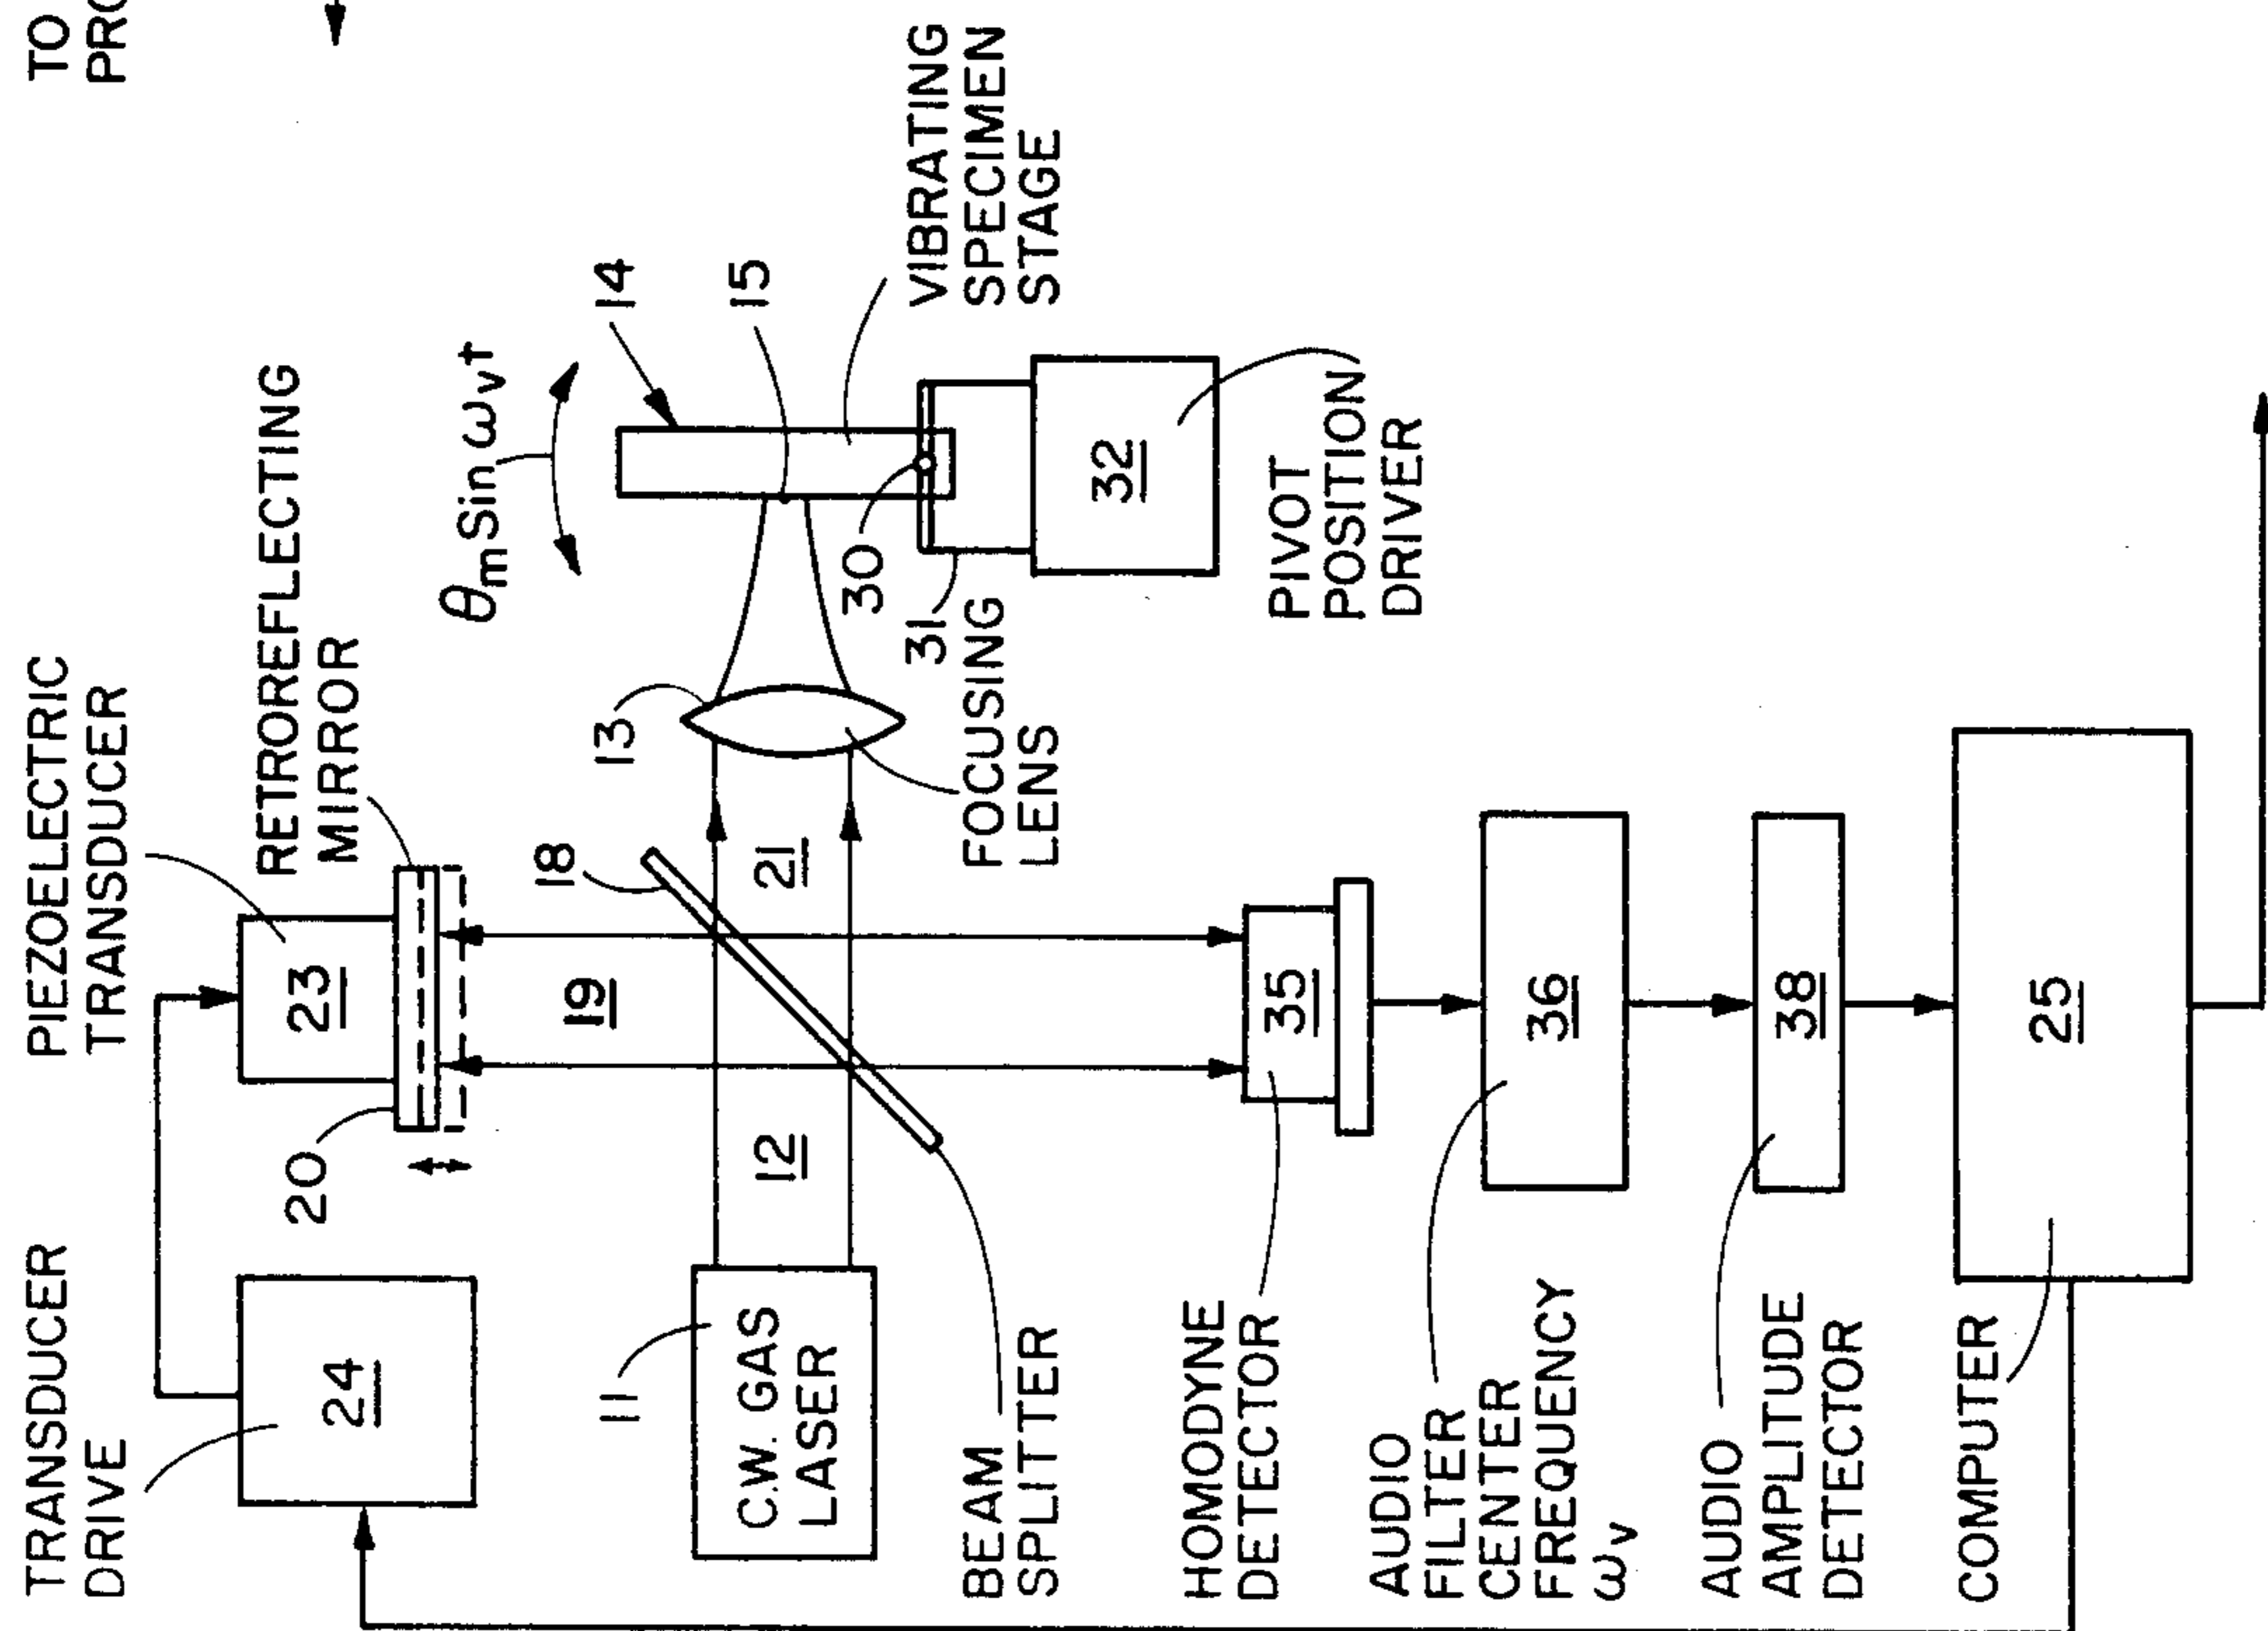 TO
PRO
TRANSDUCER
DRIVE
24
PIEZOELECTRIC
TRANSDUCER
23
20
RETROREFLECTING
MIRROR
19
18
11
C.W. GAS
LASER
12
21
13
θm Sin ωvt
14
15
VIBRATING
SPECIMEN
STAGE
30
31
32
FOCUSING
LENS
PIVOT
POSITION
DRIVER
BEAM
SPLITTER
HOMODYNE
DETECTOR
35
AUDIO
FILTER
CENTER
FREQUENCY
ωv
36
AUDIO
AMPLITUDE
DETECTOR
38
COMPUTER
25